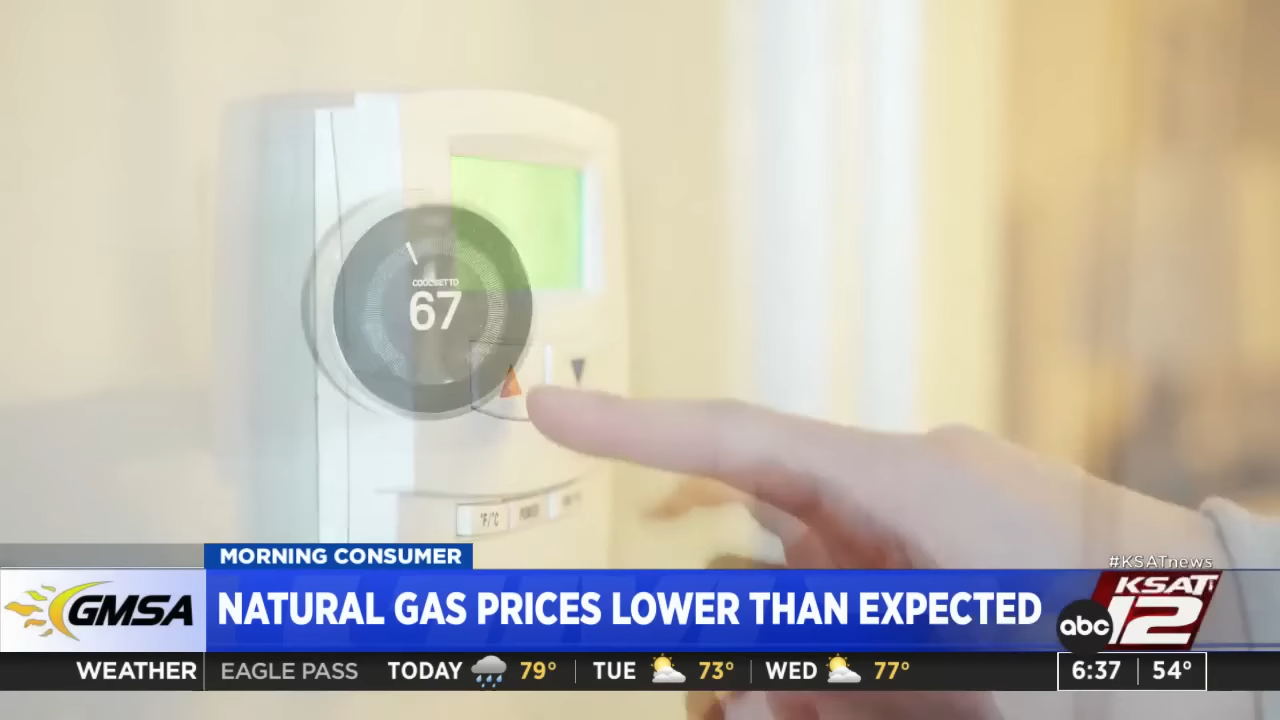 COOL SET TO
67
°F/°C
MORNING CONSUMER
#KSATnews
GMSA
NATURAL GAS PRICES LOWER THAN EXPECTED
abc
KSAT
12
WEATHER EAGLE PASS TODAY 79° TUE 73° WED 77° 6:37 54°